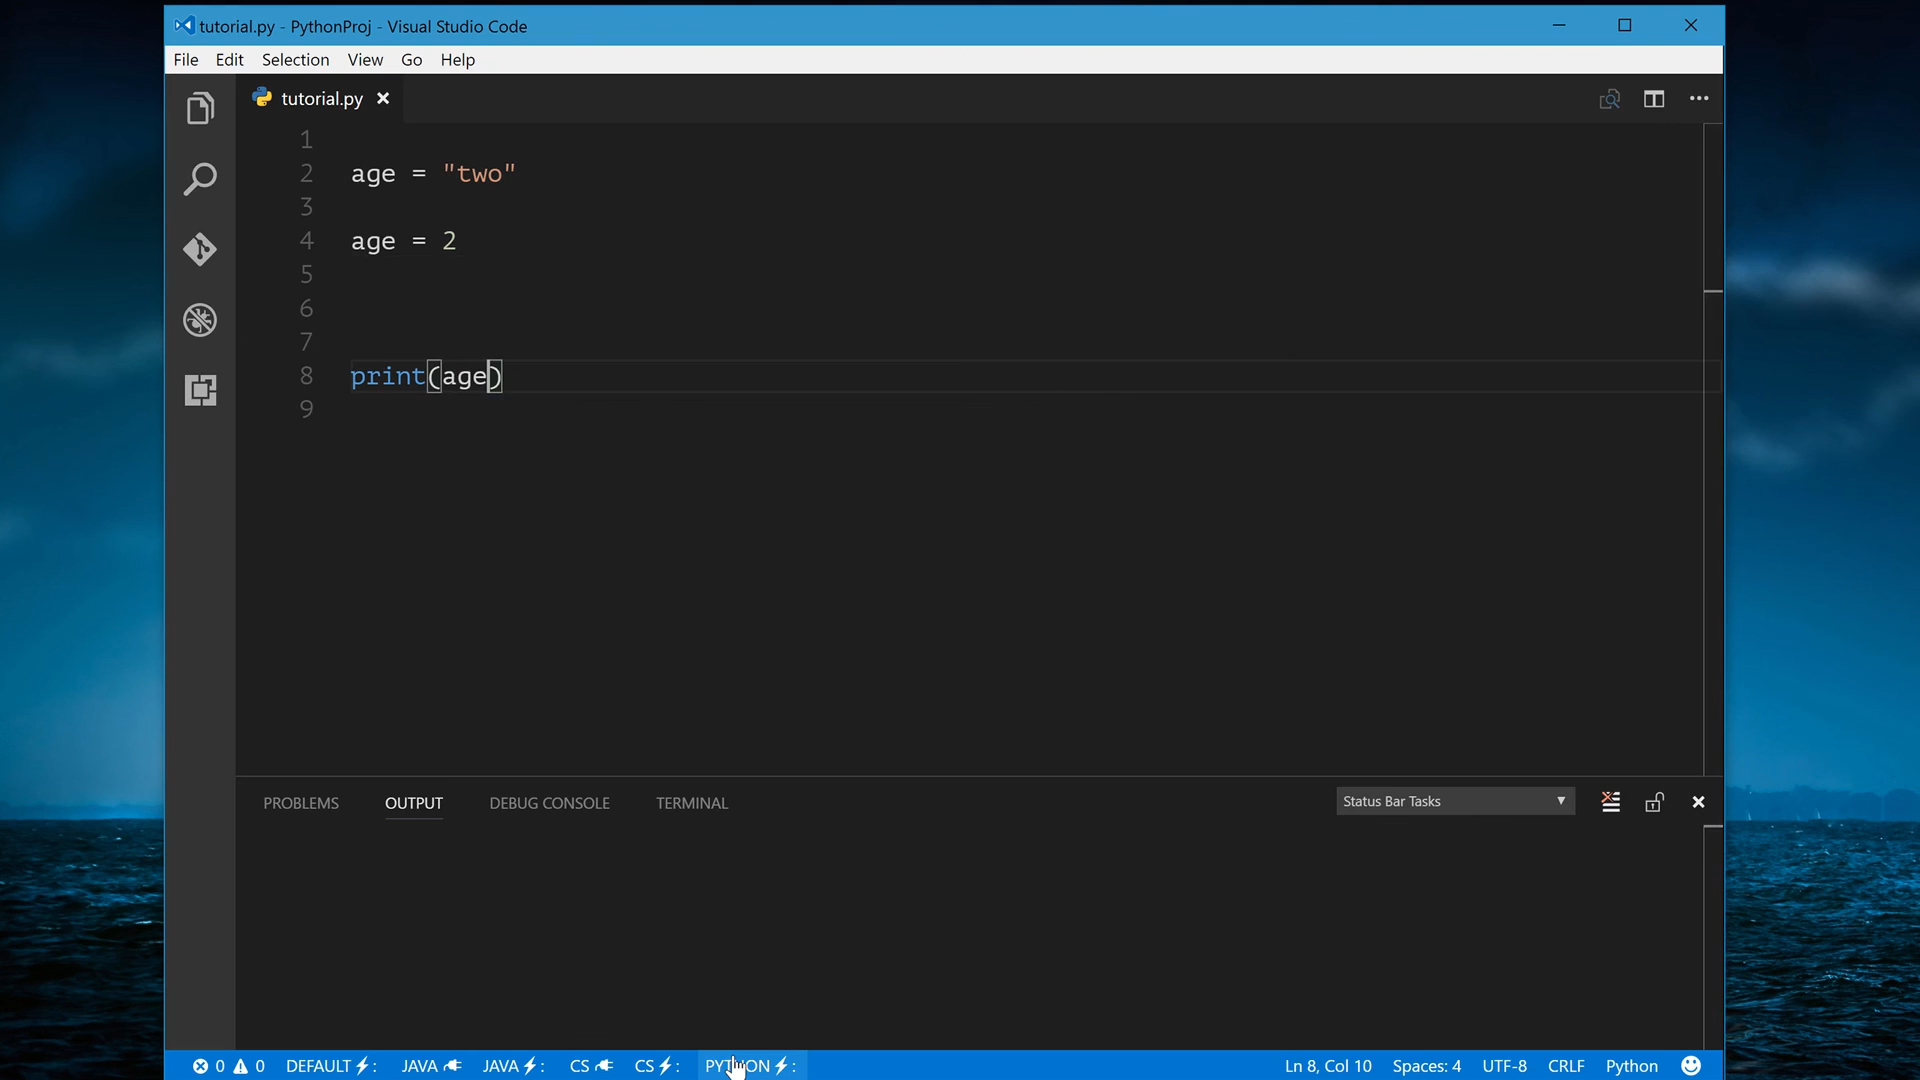 tutorial.py - PythonProj - Visual Studio Code
File Edit Selection View Go Help
tutorial.py
1
2 age = "two"
3
4 age = 2
5
6
7
8 print(age)
9
PROBLEMS OUTPUT DEBUG CONSOLE TERMINAL Status Bar Tasks
0 0 DEFAULT : JAVA JAVA : CS CS : PYTHON : Ln 8, Col 10 Spaces: 4 UTF-8 CRLF Python